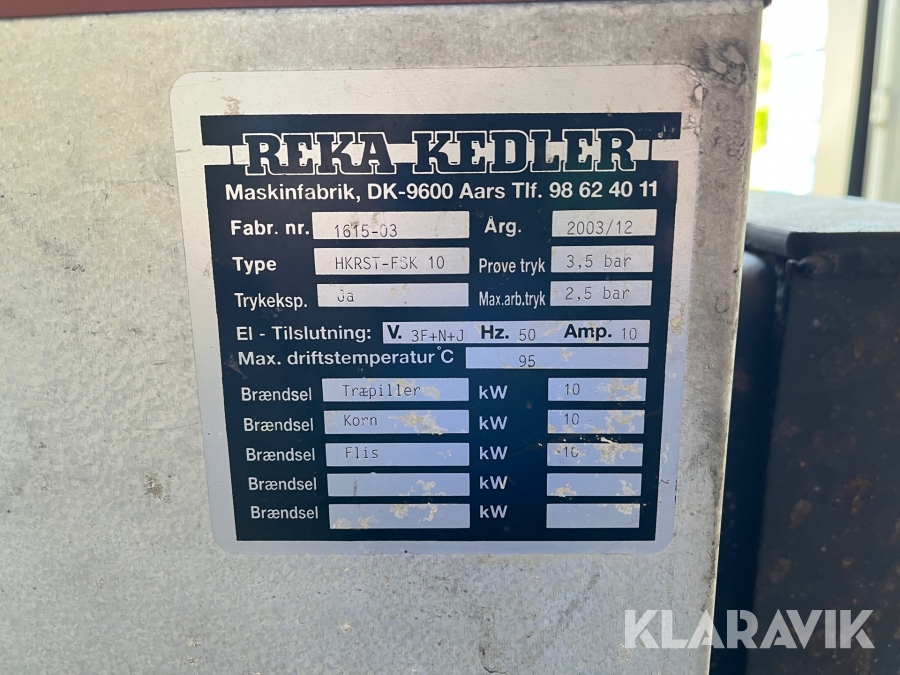 REKA KEDLER
Maskinfabrik, DK-9600 Aars Tlf. 98 62 40 11
Fabr. nr. 1615-03 Årg. 2003/12
Type HKRST-FSK 10 Prøve tryk 3,5 bar
Trykeksp. Ja Max.arb.tryk 2,5 bar
El - Tilslutning: V. 3F+N+J Hz. 50 Amp. 10
Max. driftstemperatur °C 95
Brændsel Træpiller kW 10
Brændsel Korn kW 10
Brændsel Flis kW 10
Brændsel kW
Brændsel kW
KLARAVIK